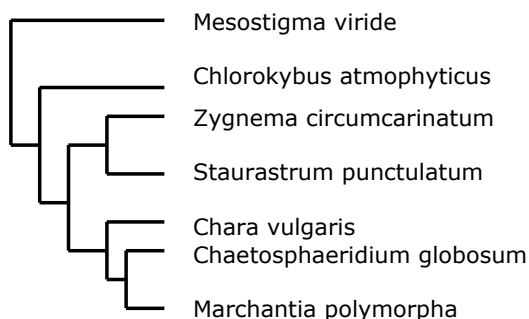 Mesostigma viride
Chlorokybus atmophyticus
Zygnema circumcarinatum
Staurastrum punctulatum
Chara vulgaris
Chaetosphaeridium globosum
Marchantia polymorpha